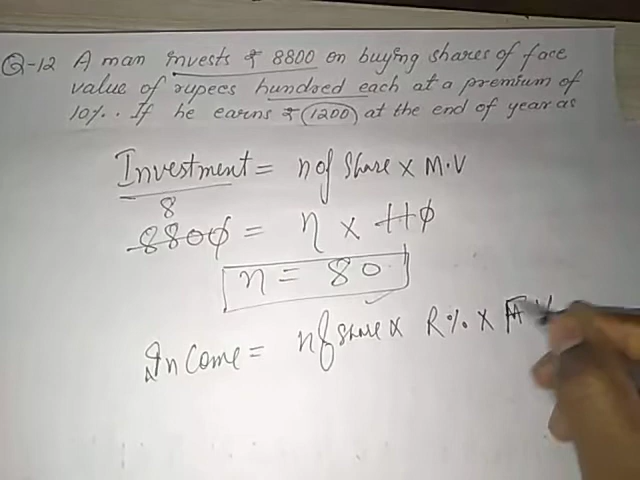 Q-12 A man invests ₹ 8800 on buying shares of face
value of rupees hundred each at a premium of
10%. If he earns ₹ 1200 at the end of year as
Investment = n of share × M.V
8
8800 = n × 110
n = 80
Income = n of share × R% ×